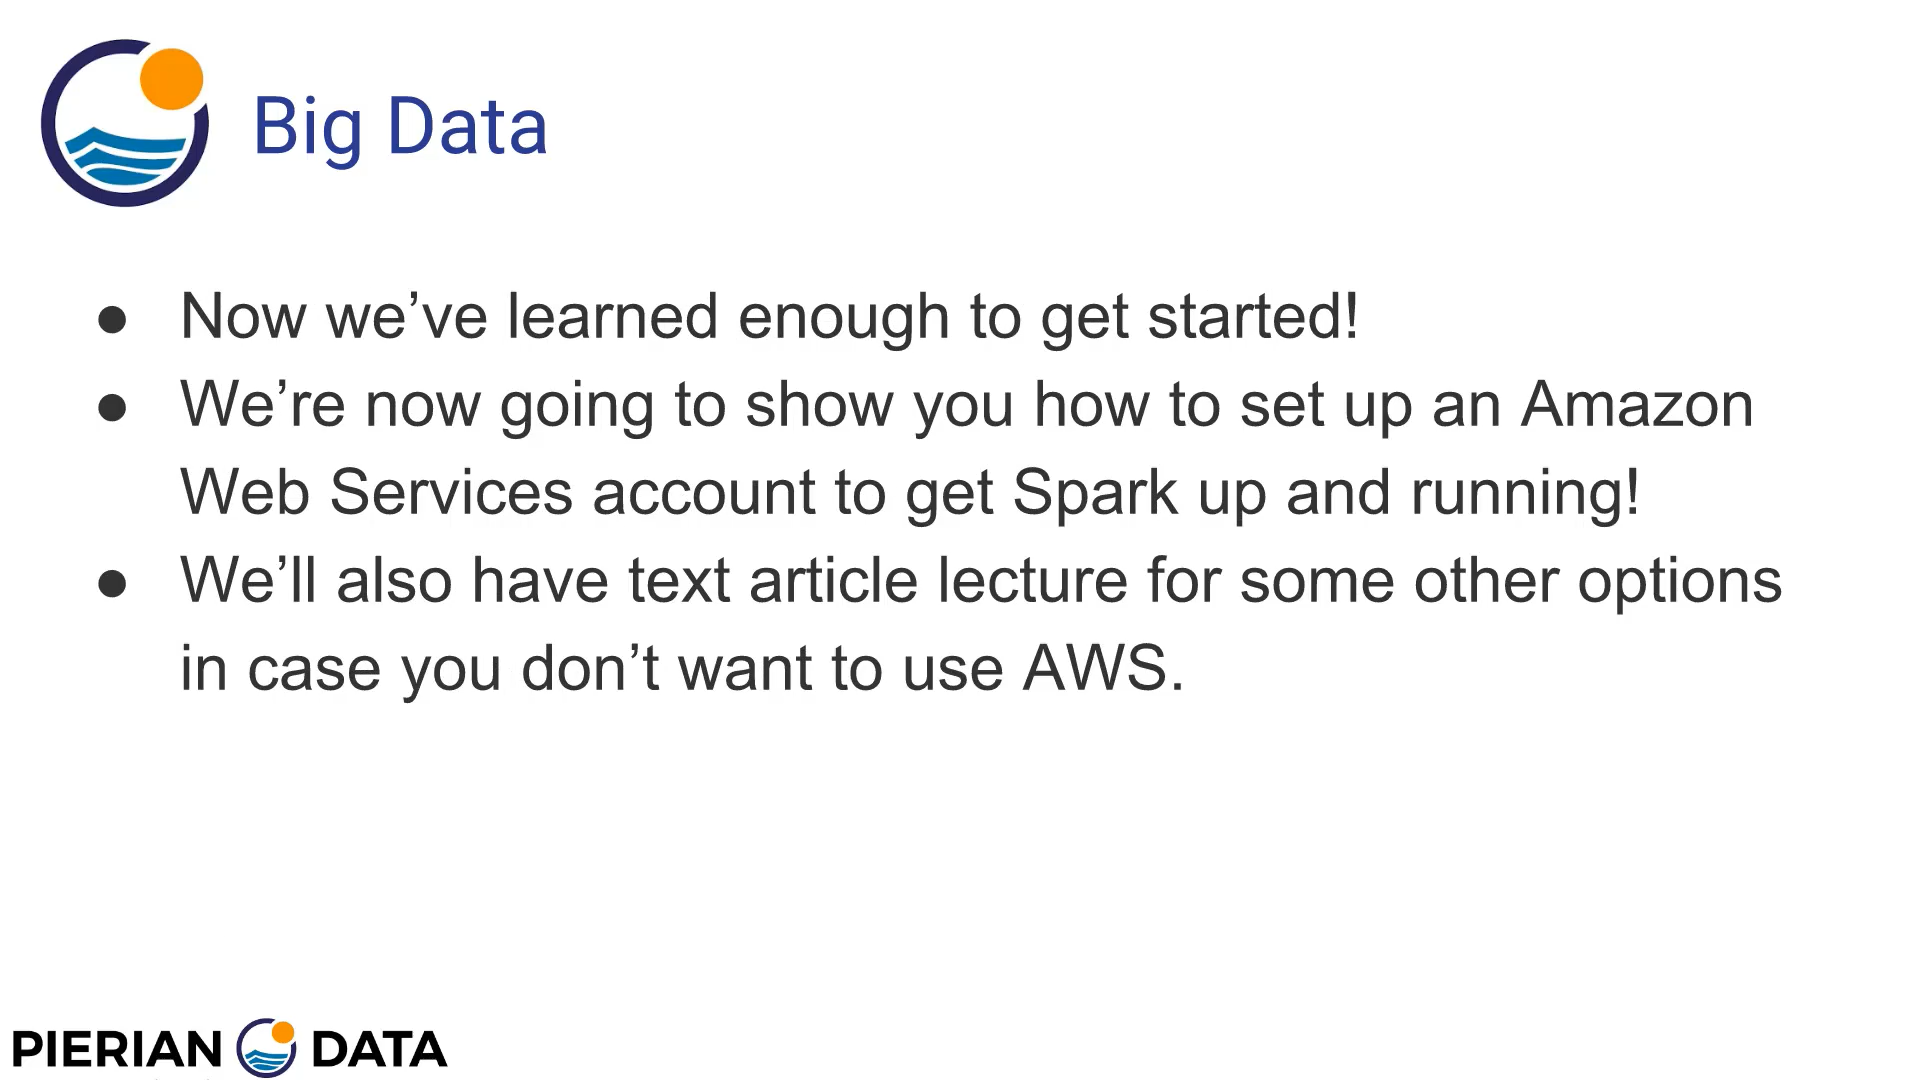 Big Data
● Now we’ve learned enough to get started!
● We’re now going to show you how to set up an Amazon
Web Services account to get Spark up and running!
● We’ll also have text article lecture for some other options
in case you don’t want to use AWS.
PIERIAN DATA